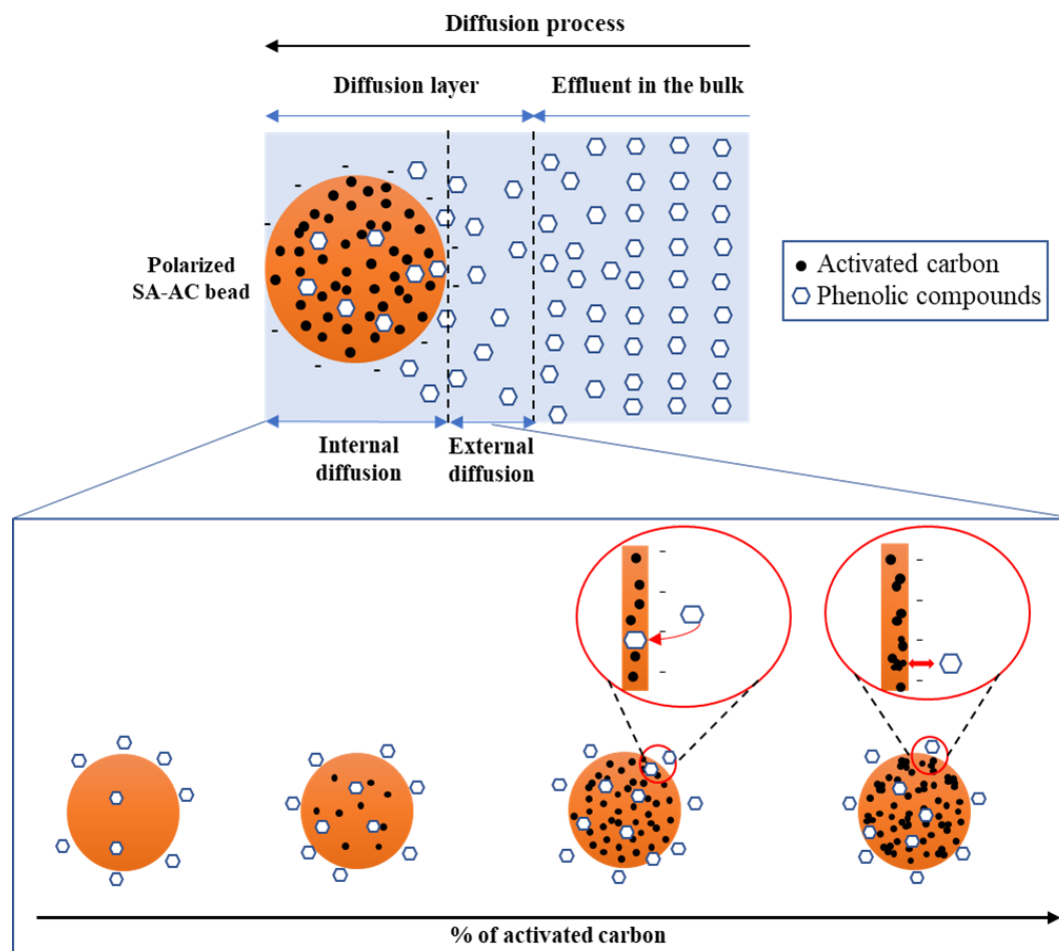 Diffusion process
Diffusion layer
Effluent in the bulk
Polarized
SA-AC bead
Activated carbon
Phenolic compounds
Internal
diffusion
External
diffusion
% of activated carbon